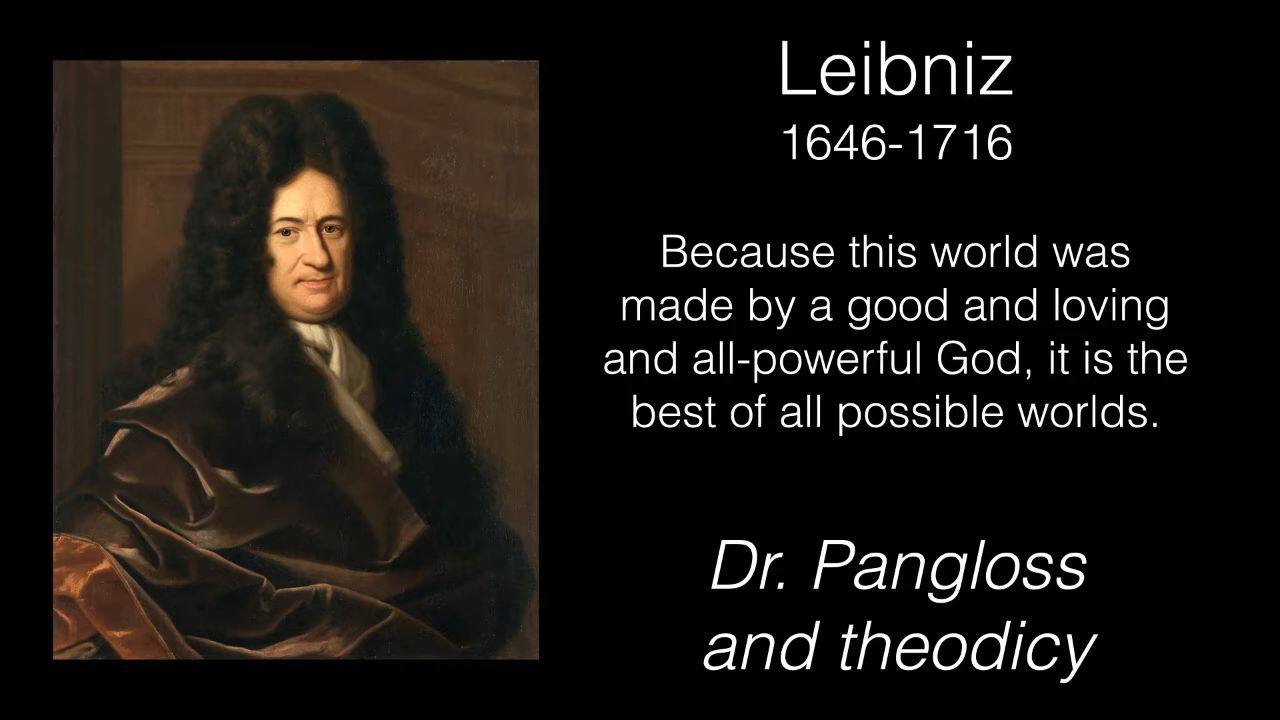 Leibniz
1646-1716
Because this world was
made by a good and loving
and all-powerful God, it is the
best of all possible worlds.
Dr. Pangloss
and theodicy